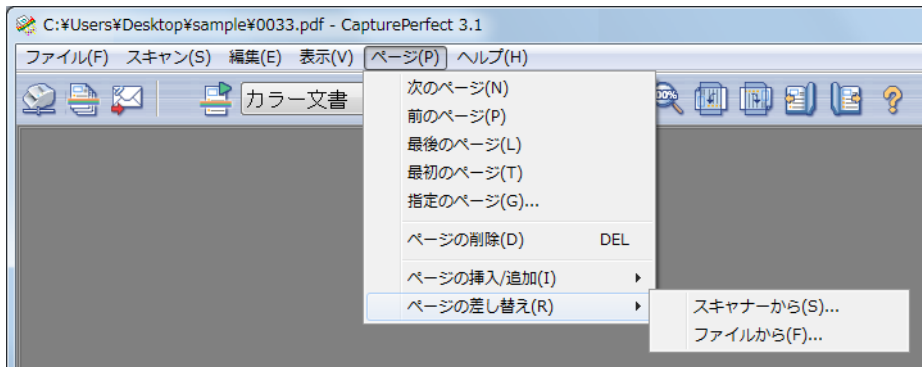 C:¥Users¥Desktop¥sample¥0033.pdf - CapturePerfect 3.1
ファイル(F) スキャン(S) 編集(E) 表示(V) ページ(P) ヘルプ(H)
カラー文書
100%
次のページ(N)
前のページ(P)
最後のページ(L)
最初のページ(T)
指定のページ(G)...
ページの削除(D) DEL
ページの挿入/追加(I)
ページの差し替え(R)
スキャナーから(S)...
ファイルから(F)...